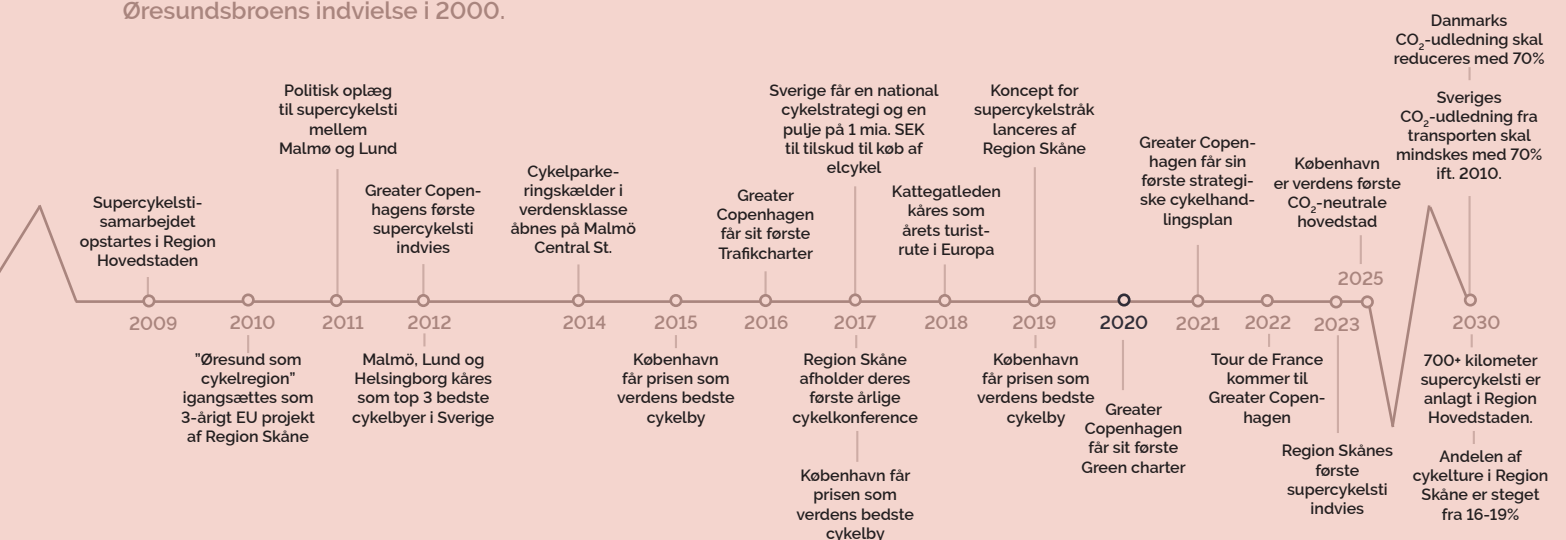 Øresundsbroens indvielse i 2000.
Supercykelsti-
samarbejdet
opstartes i Region
Hovedstaden
2009
2010
"Øresund som
cykelregion"
igangsættes som
3-årigt EU projekt
af Region Skåne
Politisk oplæg
til supercykelsti
mellem
Malmø og Lund
2011
Greater Copen-
hagens første
supercykelsti
indvies
2012
Malmö, Lund og
Helsingborg kåres
som top 3 bedste
cykelbyer i Sverige
Cykelparke-
ringskælder i
verdensklasse
åbnes på Malmö
Central St.
2014
2015
København
får prisen som
verdens bedste
cykelby
Greater
Copenhagen
får sit første
Trafikcharter
2016
Sverige får en national
cykelstrategi og en
pulje på 1 mia. SEK
til tilskud til køb af
elcykel
2017
Region Skåne
afholder deres
første årlige
cykelkonference
København får
prisen som
verdens bedste
cykelby
Kattegatleden
kåres som
årets turist-
rute i Europa
2018
Koncept for
supercykelstråk
lanceres af
Region Skåne
2019
København
får prisen som
verdens bedste
cykelby
2020
Greater
Copenhagen
får sit første
Green charter
Greater Copen-
hagen får sin
første strategi-
ske cykelhand-
lingsplan
2021
2022
Tour de France
kommer til
Greater Copen-
hagen
2023
Region Skånes
første
supercykelsti
indvies
København
er verdens første
CO₂-neutrale
hovedstad
2025
Danmarks
CO₂-udledning skal
reduceres med 70%
Sveriges
CO₂-udledning fra
transporten skal
mindskes med 70%
ift. 2010.
2030
700+ kilometer
supercykelsti er
anlagt i Region
Hovedstaden.
Andelen af
cykelture i Region
Skåne er steget
fra 16-19%